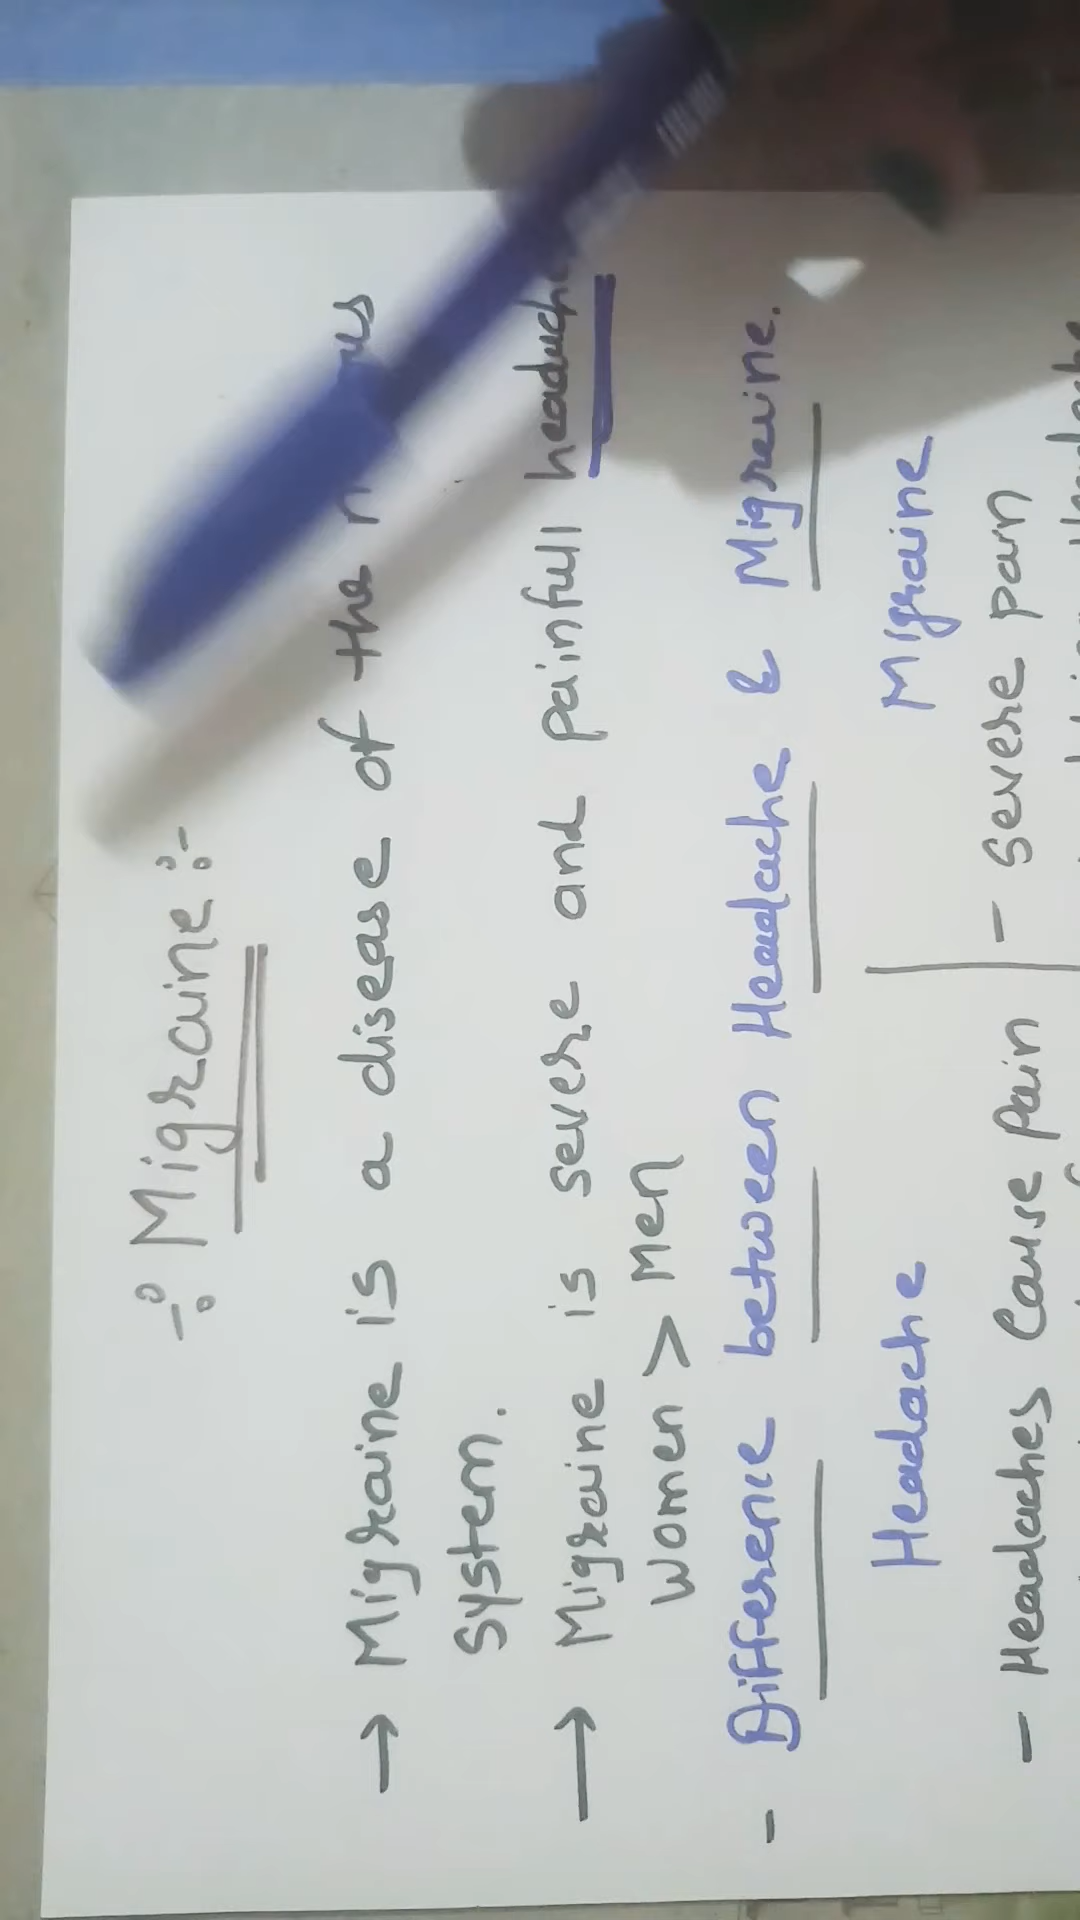 -: Migraine :-
→ Migraine is a disease of the
System.
→ Migraine is severe and painfull headache
Women > Men
- Difference between Headache & Migraine.
Headache Migraine
- Headaches Cause Pain - Severe pain